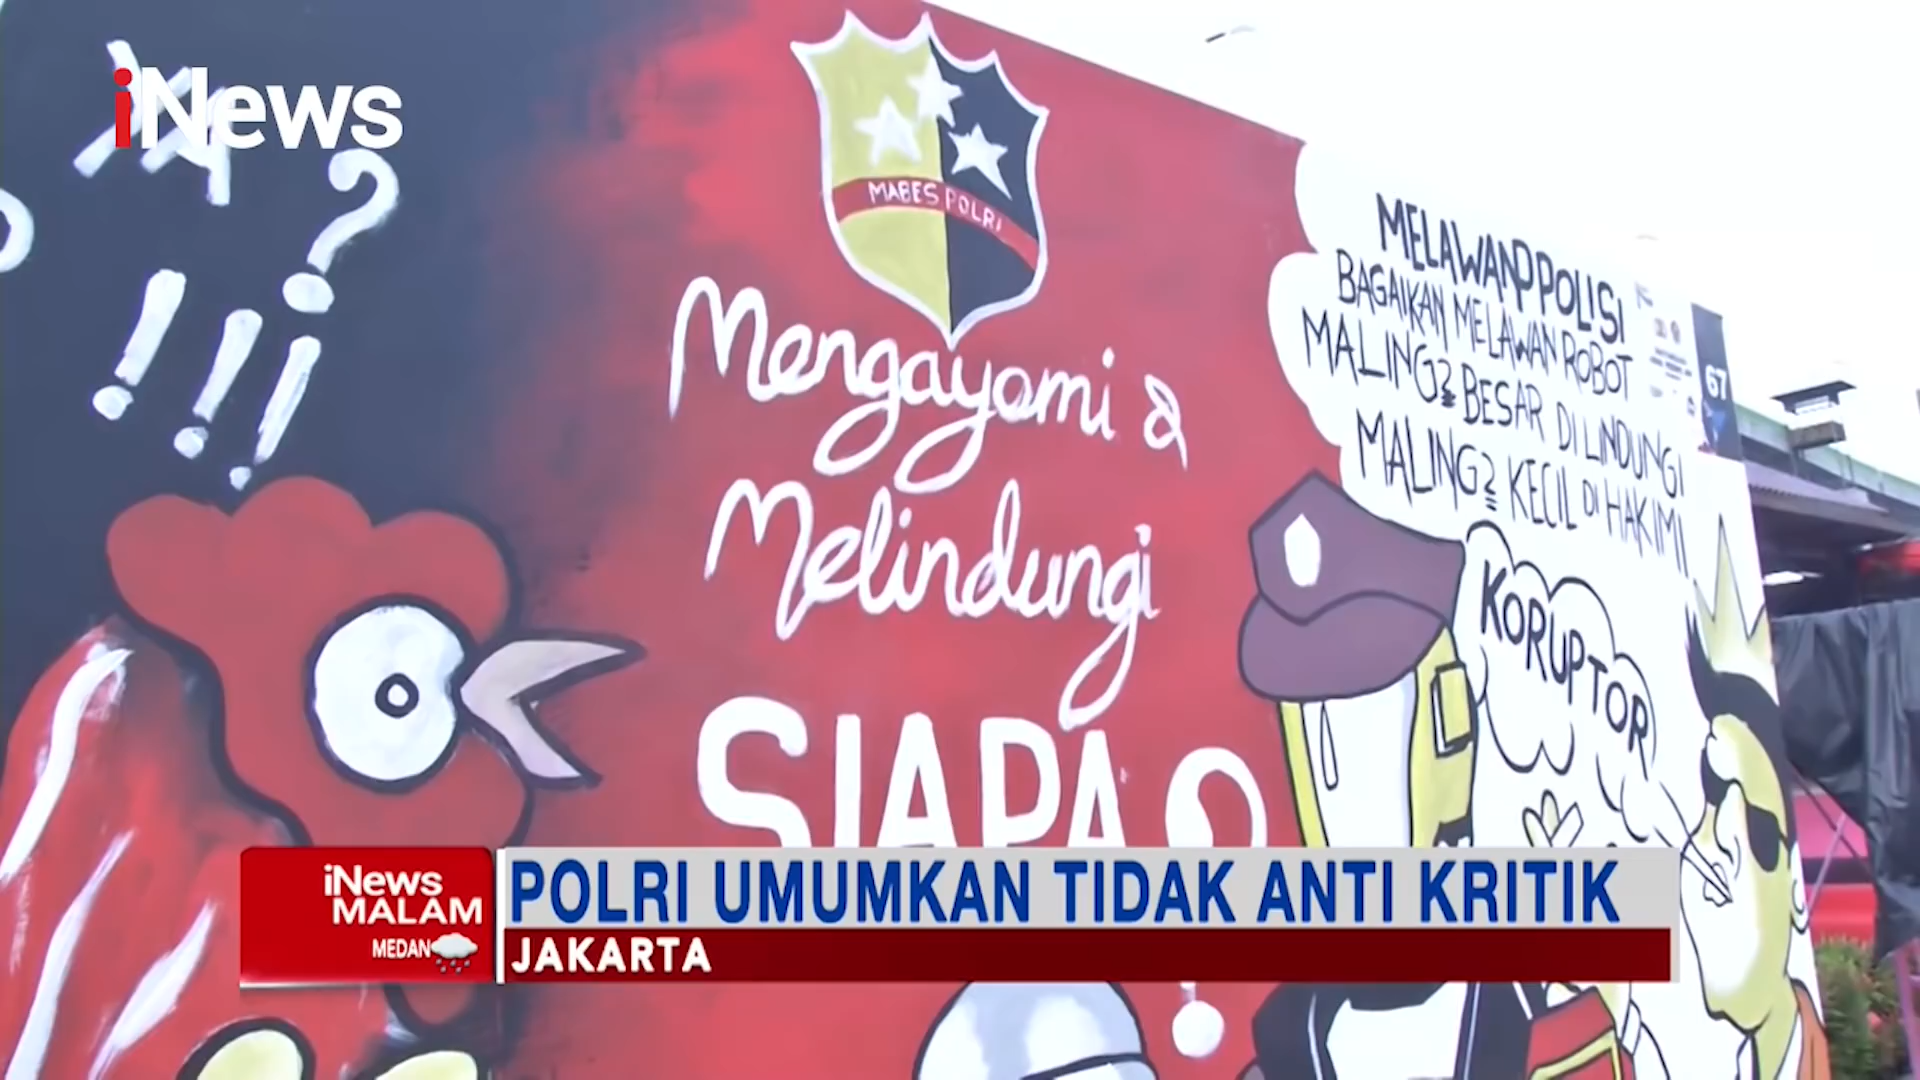 iNews
MABES POLRI
Mengayomi &
Melindungi
SIAPA?
MELAWAN POLISI
BAGAIKAN MELAWAN ROBOT
MALING2 BESAR DI LINDUNGI
MALING2 KECIL DI HAKIMI
KORUPTOR
67
iNews
MALAM
MEDAN
POLRI UMUMKAN TIDAK ANTI KRITIK
JAKARTA